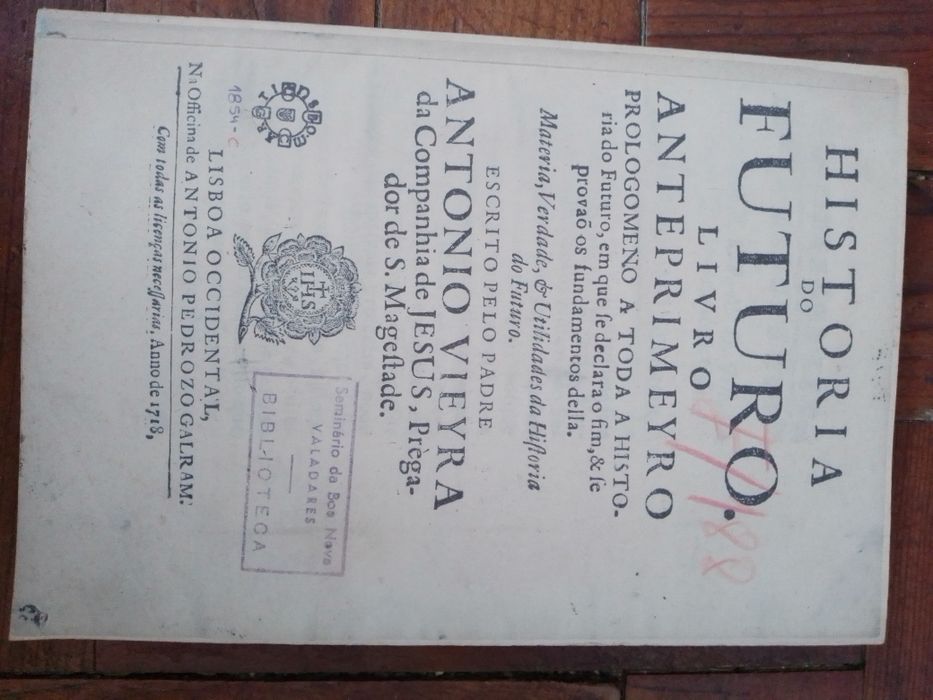 HISTORIA
DO
FUTURO.
LIVRO
ANTEPRIMEYRO
PROLOGOMENO A TODA A HISTO-
ria do Futuro, em que ſe declara o fim, & ſe
provaõ os fundamentos della.
Materia, Verdade, & Utilidades da Hiſtoria
do Futuro.
ESCRITO PELO PADRE
ANTONIO VIEYRA
da Companhia de JESUS, Prèga-
dor de S. Mageſtade.
IHS
Seminário da Boa Nova
VALADARES
BIBLIOTECA
1854-C
LISBOA OCCIDENTAL,
Na Officina de ANTONIO PEDROZO GALRAM.
Com todas as licenças neceſſarias, Anno de 1718,